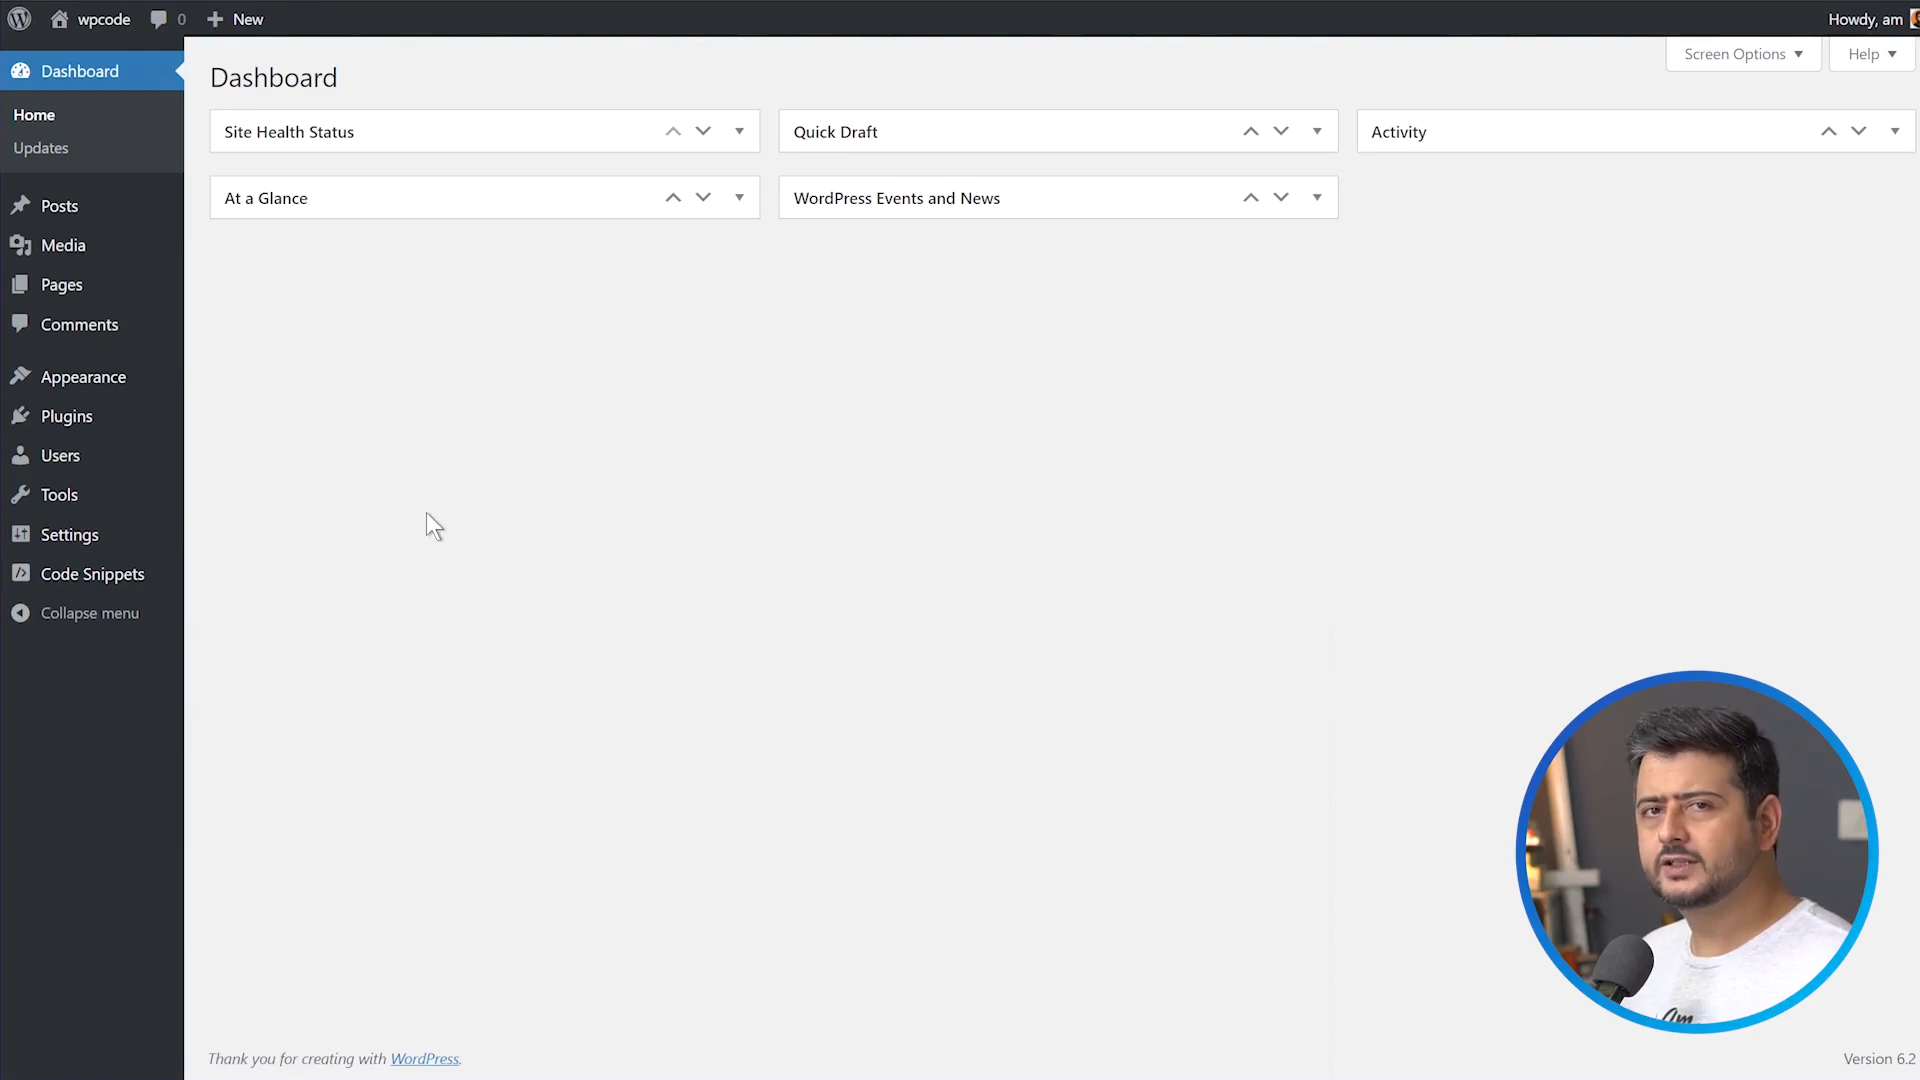 wpcode
0
New
Howdy, am
Dashboard
Home
Updates
Posts
Media
Pages
Comments
Appearance
Plugins
Users
Tools
Settings
Code Snippets
Collapse menu
Screen Options
Help
Dashboard
Site Health Status
Quick Draft
Activity
At a Glance
WordPress Events and News
am
Thank you for creating with WordPress.
Version 6.2